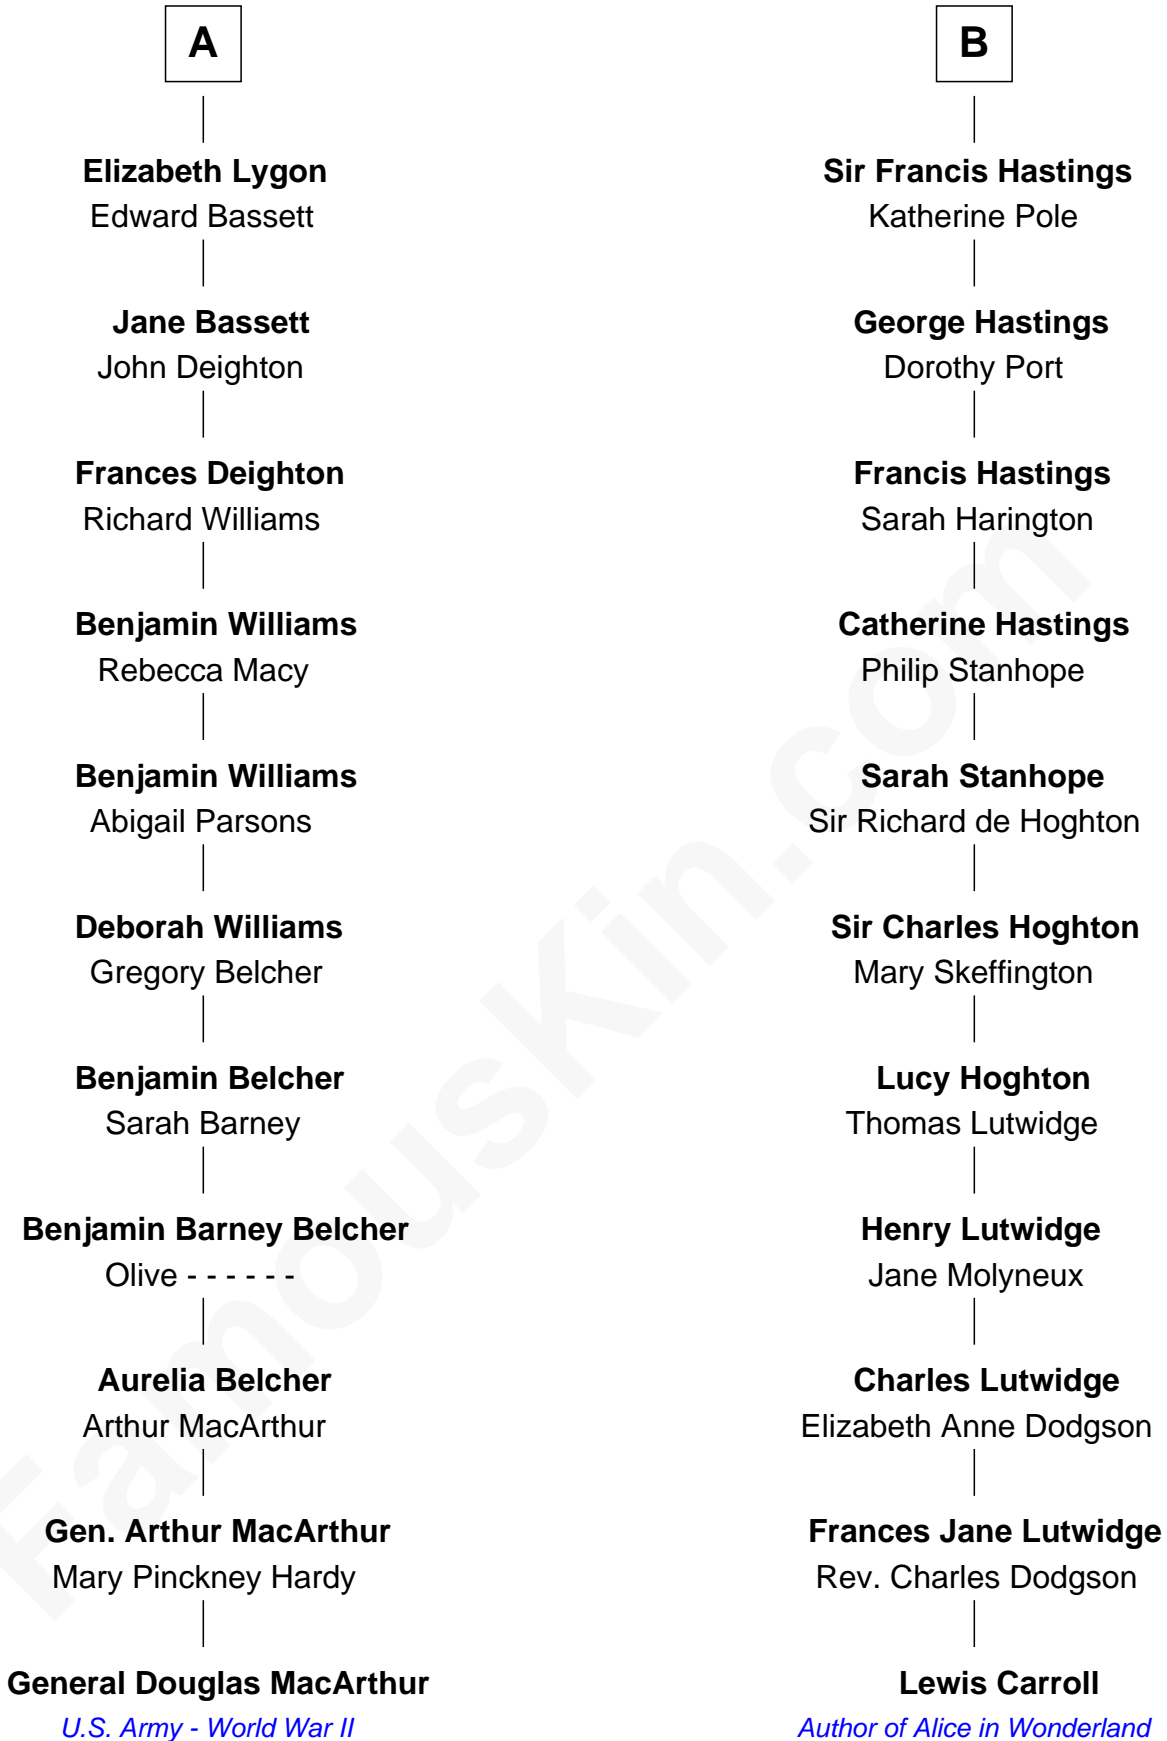 A
Elizabeth Lygon
Edward Bassett
Jane Bassett
John Deighton
Frances Deighton
Richard Williams
Benjamin Williams
Rebecca Macy
Benjamin Williams
Abigail Parsons
Deborah Williams
Gregory Belcher
Benjamin Belcher
Sarah Barney
Benjamin Barney Belcher
Olive - - - - - -
Aurelia Belcher
Arthur MacArthur
Gen. Arthur MacArthur
Mary Pinckney Hardy
General Douglas MacArthur
U.S. Army - World War II
B
Sir Francis Hastings
Katherine Pole
George Hastings
Dorothy Port
Francis Hastings
Sarah Harington
Catherine Hastings
Philip Stanhope
Sarah Stanhope
Sir Richard de Hoghton
Sir Charles Hoghton
Mary Skeffington
Lucy Hoghton
Thomas Lutwidge
Henry Lutwidge
Jane Molyneux
Charles Lutwidge
Elizabeth Anne Dodgson
Frances Jane Lutwidge
Rev. Charles Dodgson
Lewis Carroll
Author of Alice in Wonderland
FamousKin.com